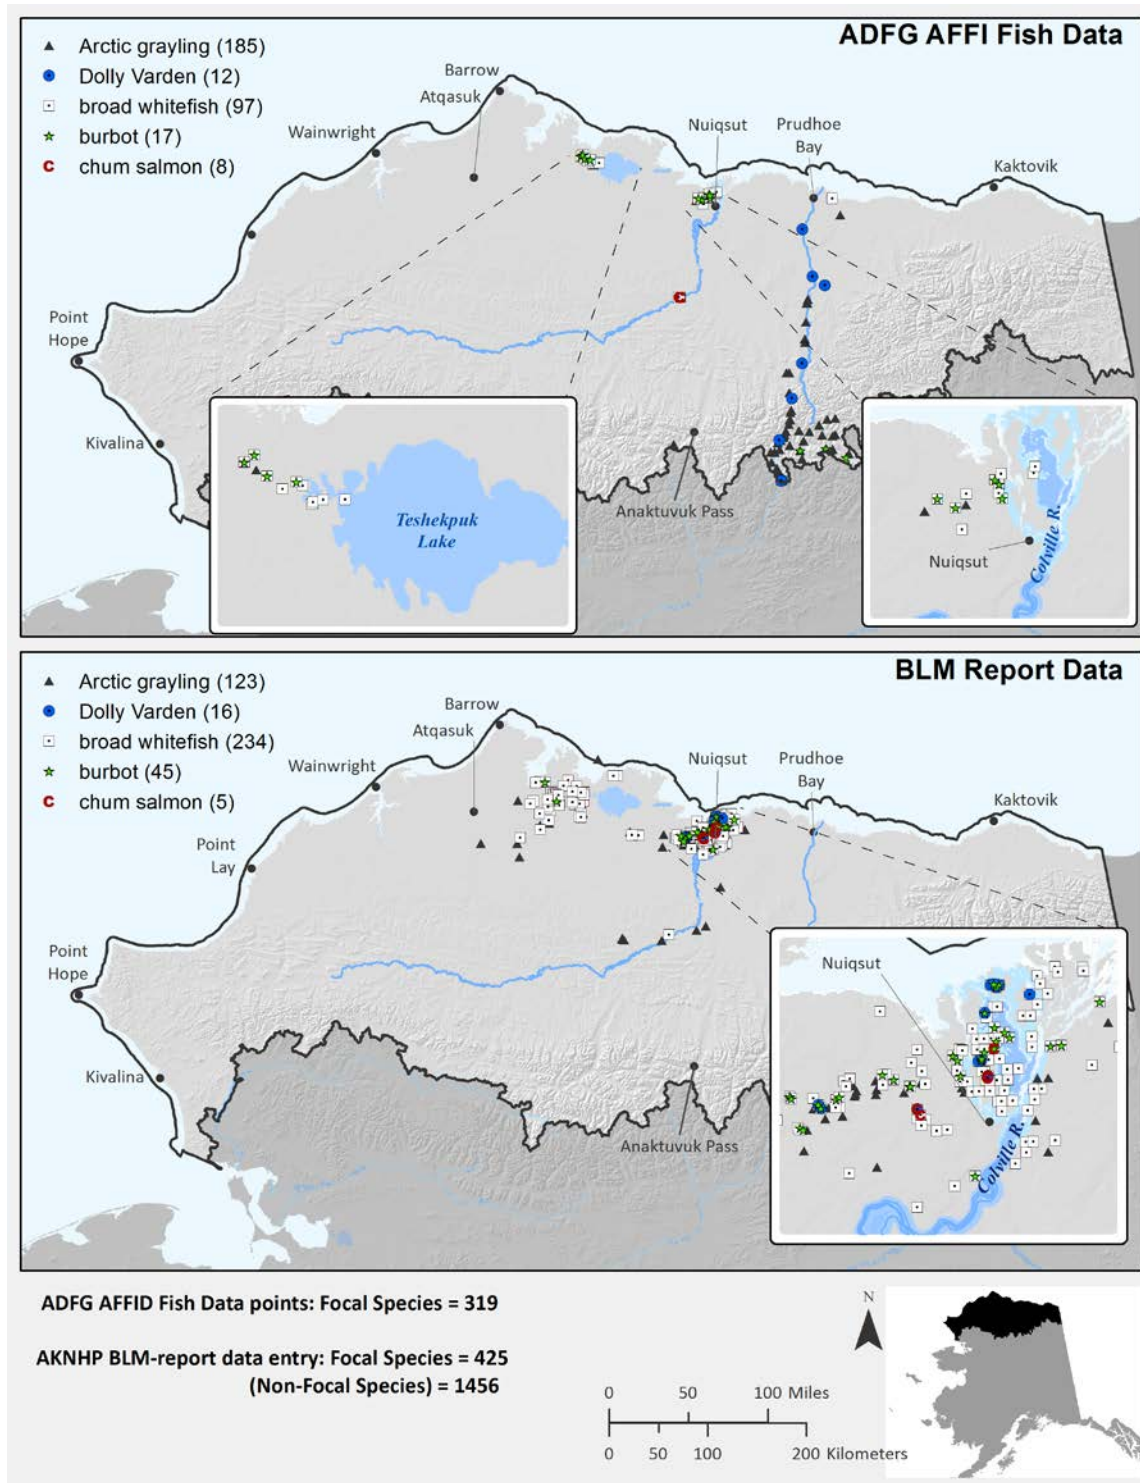 ADFG AFFI Fish Data
Arctic grayling (185)
Dolly Varden (12)
broad whitefish (97)
burbot (17)
chum salmon (8)
Barrow
Atqasuk
Wainwright
Nuiqsut
Prudhoe
Bay
Kaktovik
Point
Hope
Kivalina
Anaktuvuk Pass
Teshekpuk
Lake
Nuiqsut
Colville R.
BLM Report Data
Arctic grayling (123)
Dolly Varden (16)
broad whitefish (234)
burbot (45)
chum salmon (5)
Barrow
Atqasuk
Wainwright
Nuiqsut
Prudhoe
Bay
Kaktovik
Point
Lay
Point
Hope
Kivalina
Anaktuvuk Pass
Nuiqsut
Colville R.
ADFG AFFID Fish Data points: Focal Species = 319
AKNHP BLM-report data entry: Focal Species = 425
(Non-Focal Species) = 1456
N
0 50 100 Miles
0 50 100 200 Kilometers